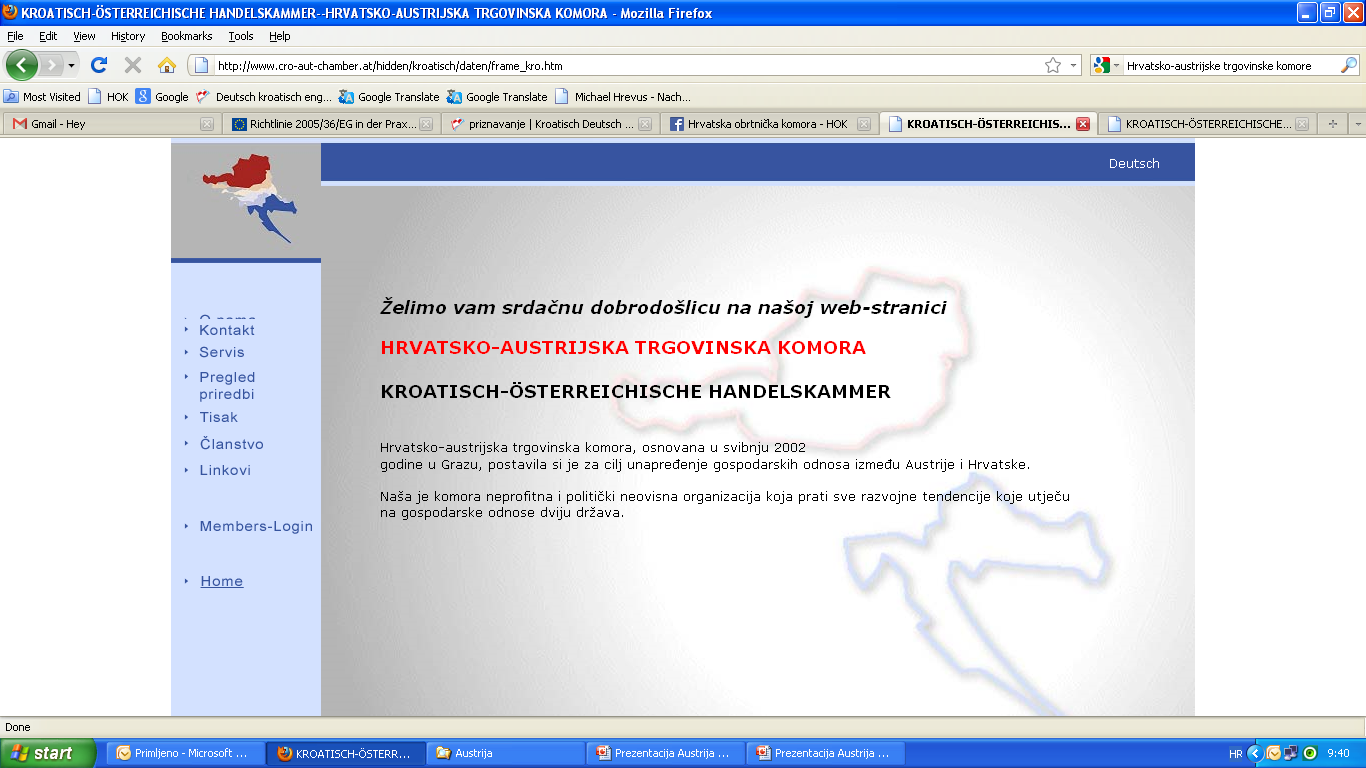 KROATISCH-ÖSTERREICHISCHE HANDELSKAMMER--HRVATSKO-AUSTRIJSKA TRGOVINSKA KOMORA - Mozilla Firefox
File Edit View History Bookmarks Tools Help
http://www.cro-aut-chamber.at/hidden/kroatisch/daten/frame_kro.htm
Hrvatsko-austrijske trgovinske komore
Most Visited HOK Google Deutsch kroatisch eng... Google Translate Google Translate Michael Hrevus - Nach...
Gmail - Hey Richtlinie 2005/36/EG in der Prax... priznavanje | Kroatisch Deutsch ... Hrvatska obrtnička komora - HOK KROATISCH-ÖSTERREICHIS... KROATISCH-ÖSTERREICHISCHE...
Deutsch
O nama
Kontakt
Servis
Pregled
priredbi
Tisak
Članstvo
Linkovi
Members-Login
Home
Želimo vam srdačnu dobrodošlicu na našoj web-stranici
HRVATSKO-AUSTRIJSKA TRGOVINSKA KOMORA
KROATISCH-ÖSTERREICHISCHE HANDELSKAMMER
Hrvatsko-austrijska trgovinska komora, osnovana u svibnju 2002
godine u Grazu, postavila si je za cilj unapređenje gospodarskih odnosa između Austrije i Hrvatske.
Naša je komora neprofitna i politički neovisna organizacija koja prati sve razvojne tendencije koje utječu
na gospodarske odnose dviju država.
Done
start Primljeno - Microsoft ... KROATISCH-ÖSTERR... Austrija Prezentacija Austrija ... Prezentacija Austrija ... HR 9:40